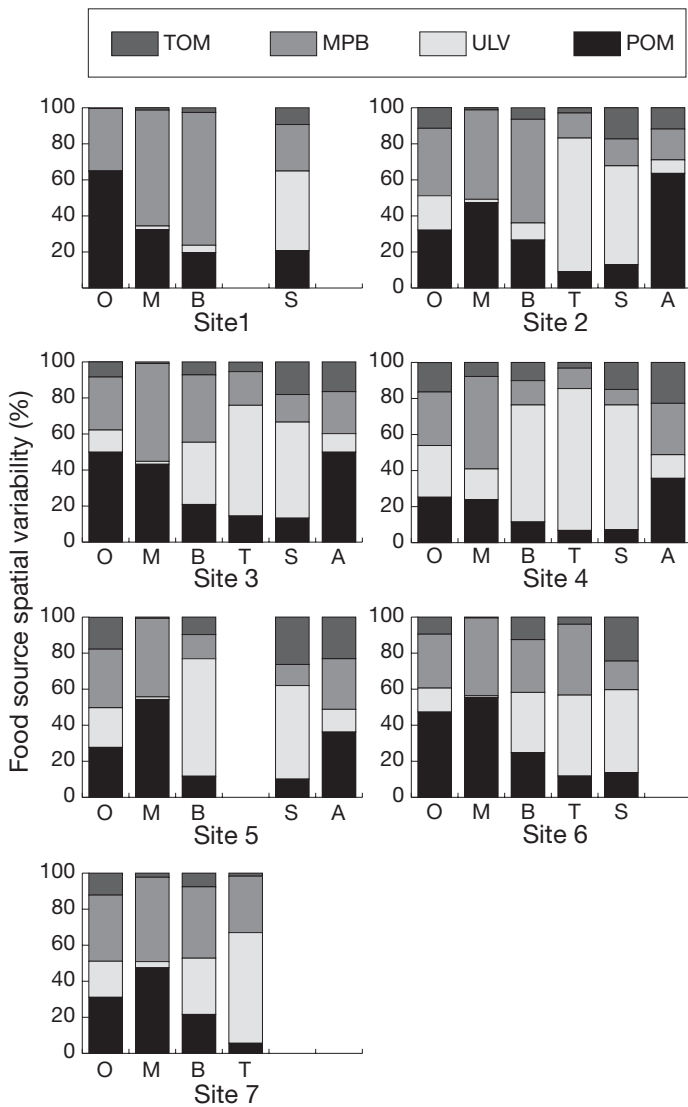 TOM MPB ULV POM
100 80 60 40 20
O M B S
Site1
100 80 60 40 20 0
O M B T S A
Site 2
100 80 60 40 20 0
O M B T S A
Site 3
100 80 60 40 20 0
O M B T S A
Site 4
100 80 60 40 20 0
O M B S A
Site 5
100 80 60 40 20 0
O M B T S
Site 6
100 80 60 40 20 0
O M B T
Site 7
Food source spatial variability (%)